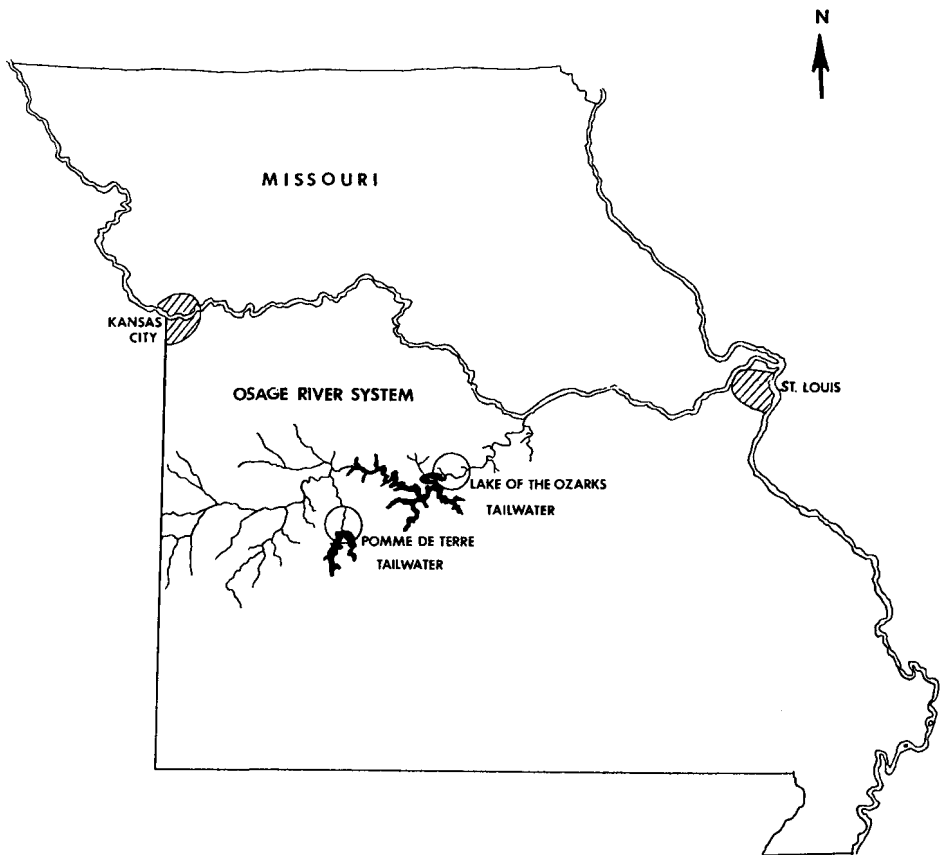 N
MISSOURI
KANSAS
CITY
ST. LOUIS
OSAGE RIVER SYSTEM
LAKE OF THE OZARKS
TAILWATER
POMME DE TERRE
TAILWATER